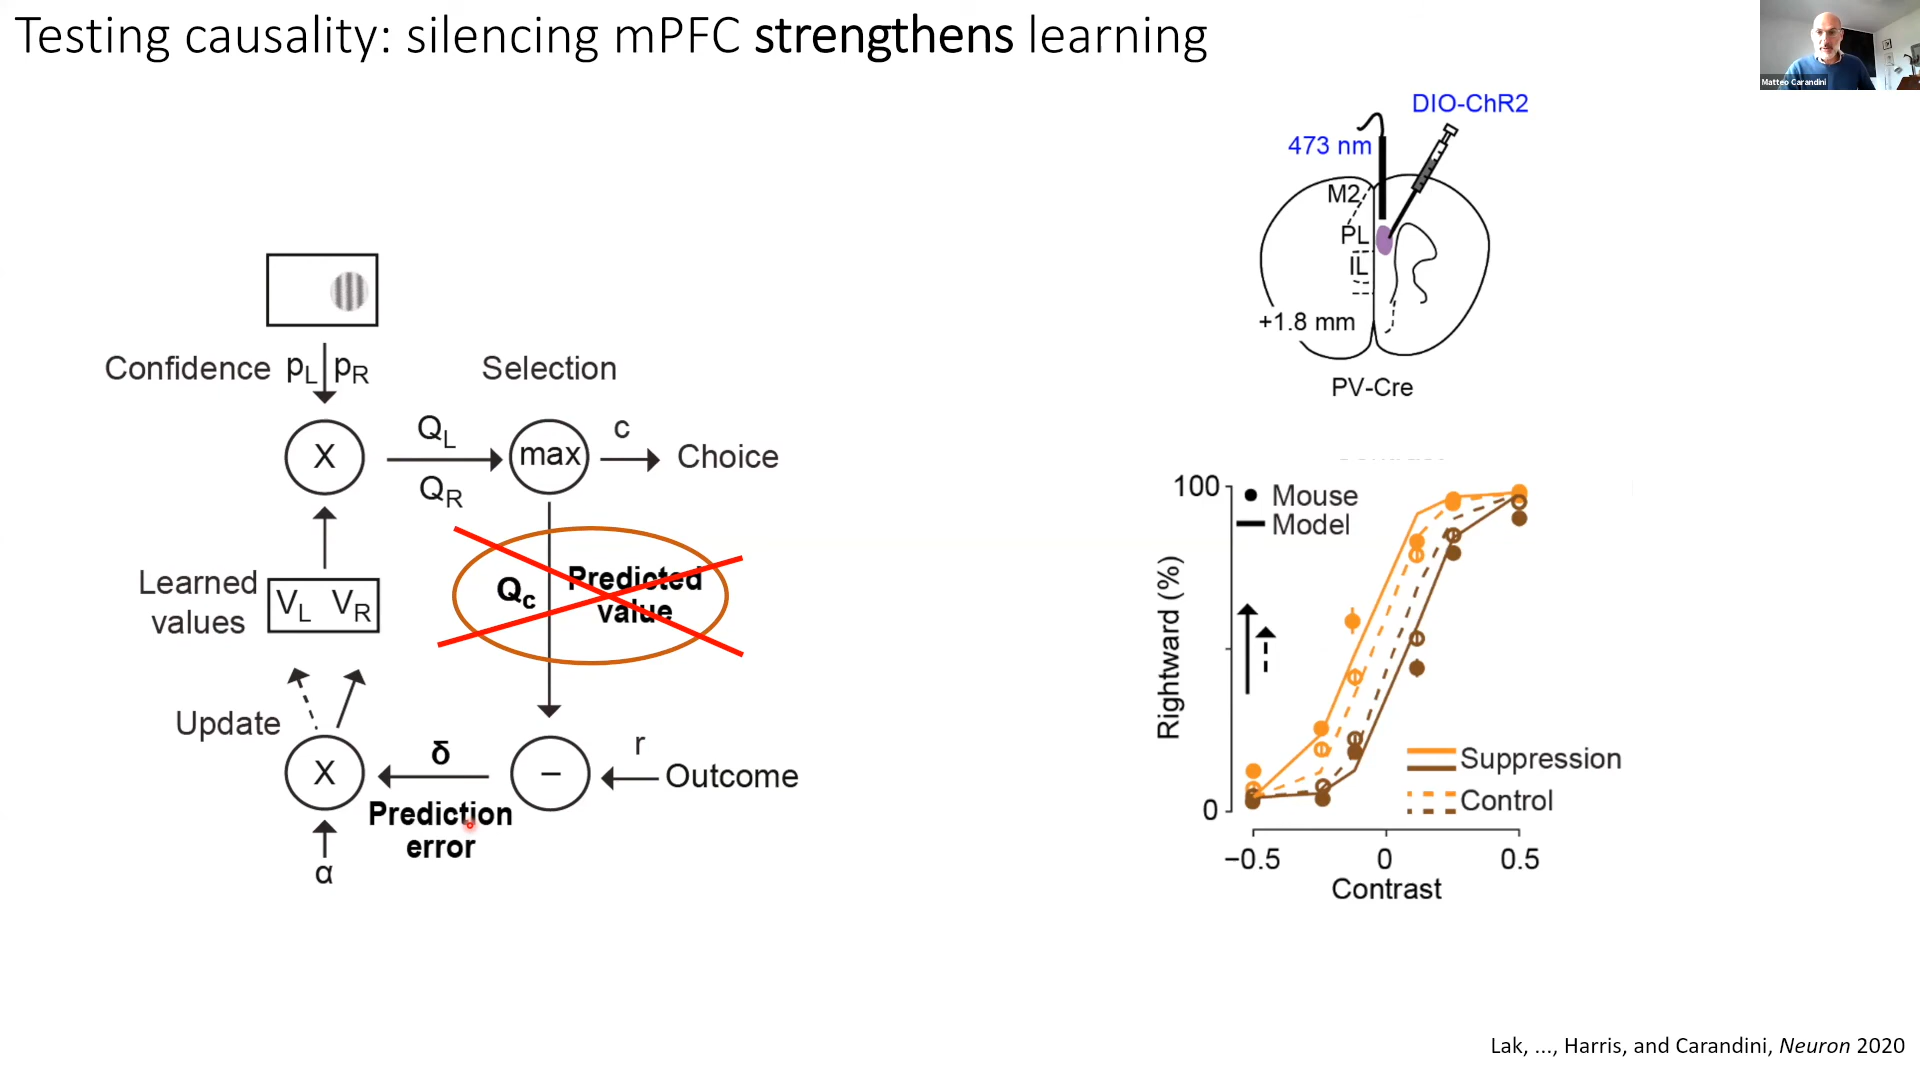 Testing causality: silencing mPFC strengthens learning
Matteo Carandini
DIO-ChR2
473 nm
M2
PL
IL
+1.8 mm
PV-Cre
Confidence pL pR
Selection
X
QL
QR
max
c
Choice
Learned
values
VL VR
Qc
Predicted
value
Update
X
δ
Prediction
error
–
r
Outcome
α
100
Mouse
Model
Rightward (%)
Suppression
Control
0
−0.5 0 0.5
Contrast
Lak, ..., Harris, and Carandini, Neuron 2020